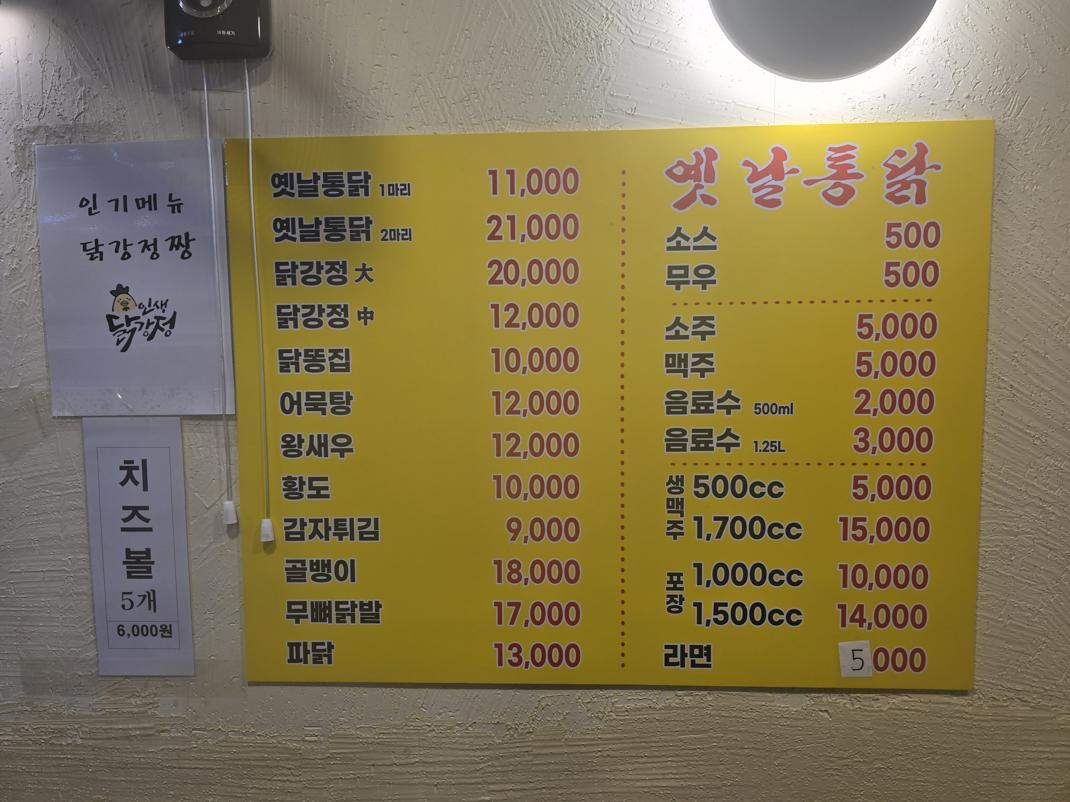 인기메뉴
닭강정짱
인생
닭강정
치
즈
볼
5개
6,000원
옛날통닭 1마리 11,000
옛날통닭 2마리 21,000
닭강정 大 20,000
닭강정 中 12,000
닭똥집 10,000
어묵탕 12,000
왕새우 12,000
황도 10,000
감자튀김 9,000
골뱅이 18,000
무뼈닭발 17,000
파닭 13,000
옛날통닭
소스 500
무우 500
소주 5,000
맥주 5,000
음료수 500ml 2,000
음료수 1.25L 3,000
생맥주 500cc 5,000
1,700cc 15,000
포장 1,000cc 10,000
1,500cc 14,000
라면 5000